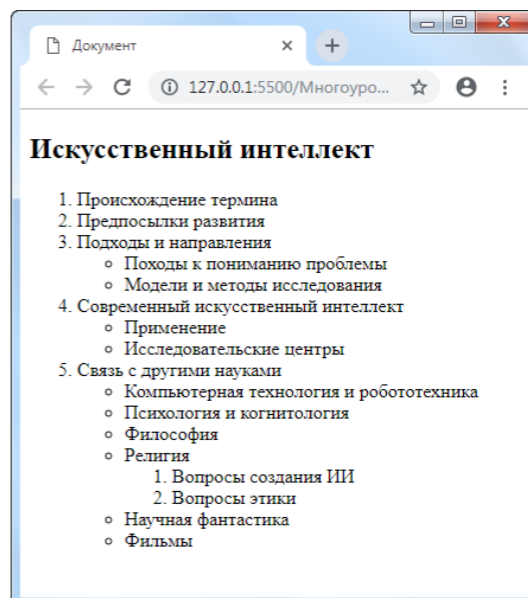 Документ
127.0.0.1:5500/Многоуро...
Искусственный интеллект
1. Происхождение термина
2. Предпосылки развития
3. Подходы и направления
Походы к пониманию проблемы
Модели и методы исследования
4. Современный искусственный интеллект
Применение
Исследовательские центры
5. Связь с другими науками
Компьютерная технология и робототехника
Психология и когнитология
Философия
Религия
1. Вопросы создания ИИ
2. Вопросы этики
Научная фантастика
Фильмы